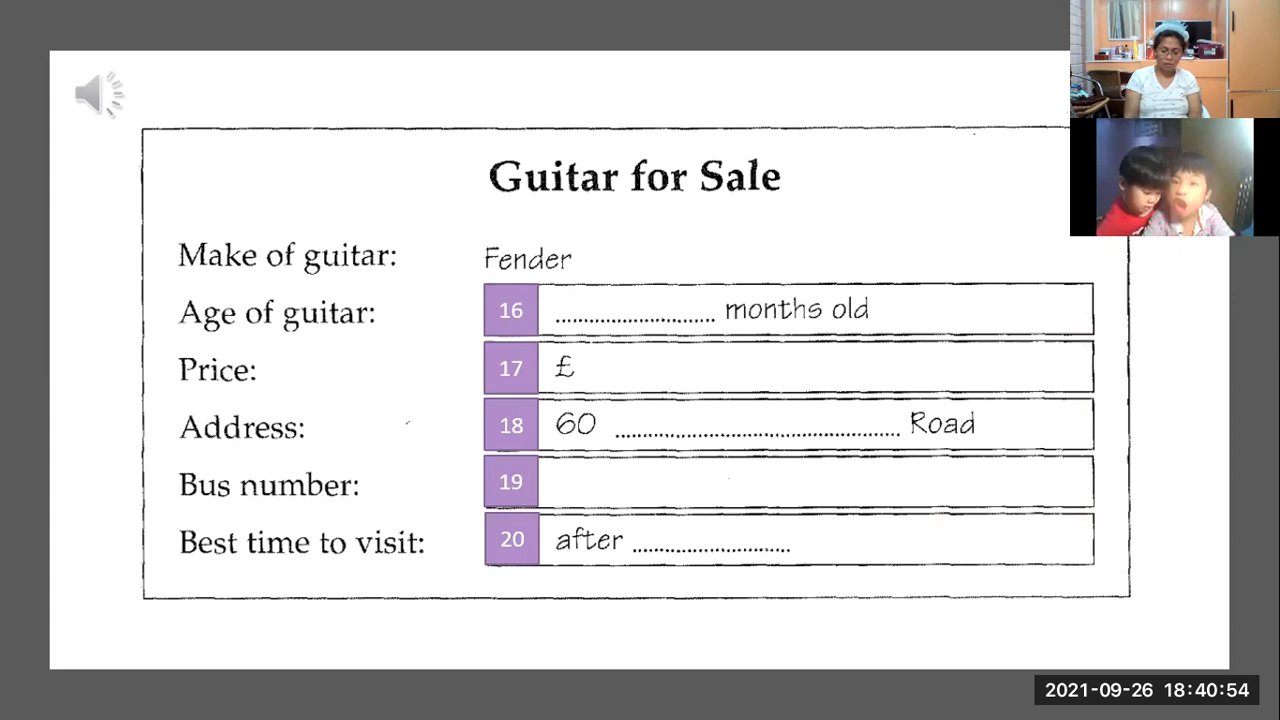 Guitar for Sale
Make of guitar: Fender
Age of guitar: 16 .......................... months old
Price: 17 £
Address: 18 60 .............................................. Road
Bus number: 19
Best time to visit: 20 after ..........................
2021-09-26 18:40:54